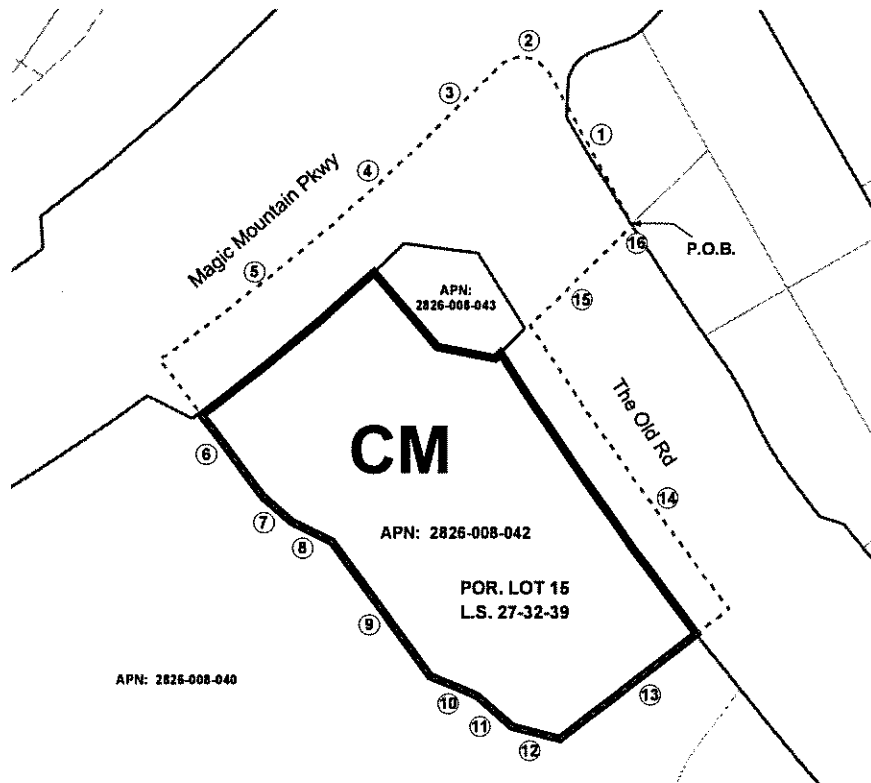 2
3
1
4
Magic Mountain Pkwy
16
P.O.B.
5
15
APN:
2826-008-043
The Old Rd
CM
6
14
7
APN: 2826-008-042
8
POR. LOT 15
L.S. 27-32-39
9
APN: 2826-008-040
13
10
11
12